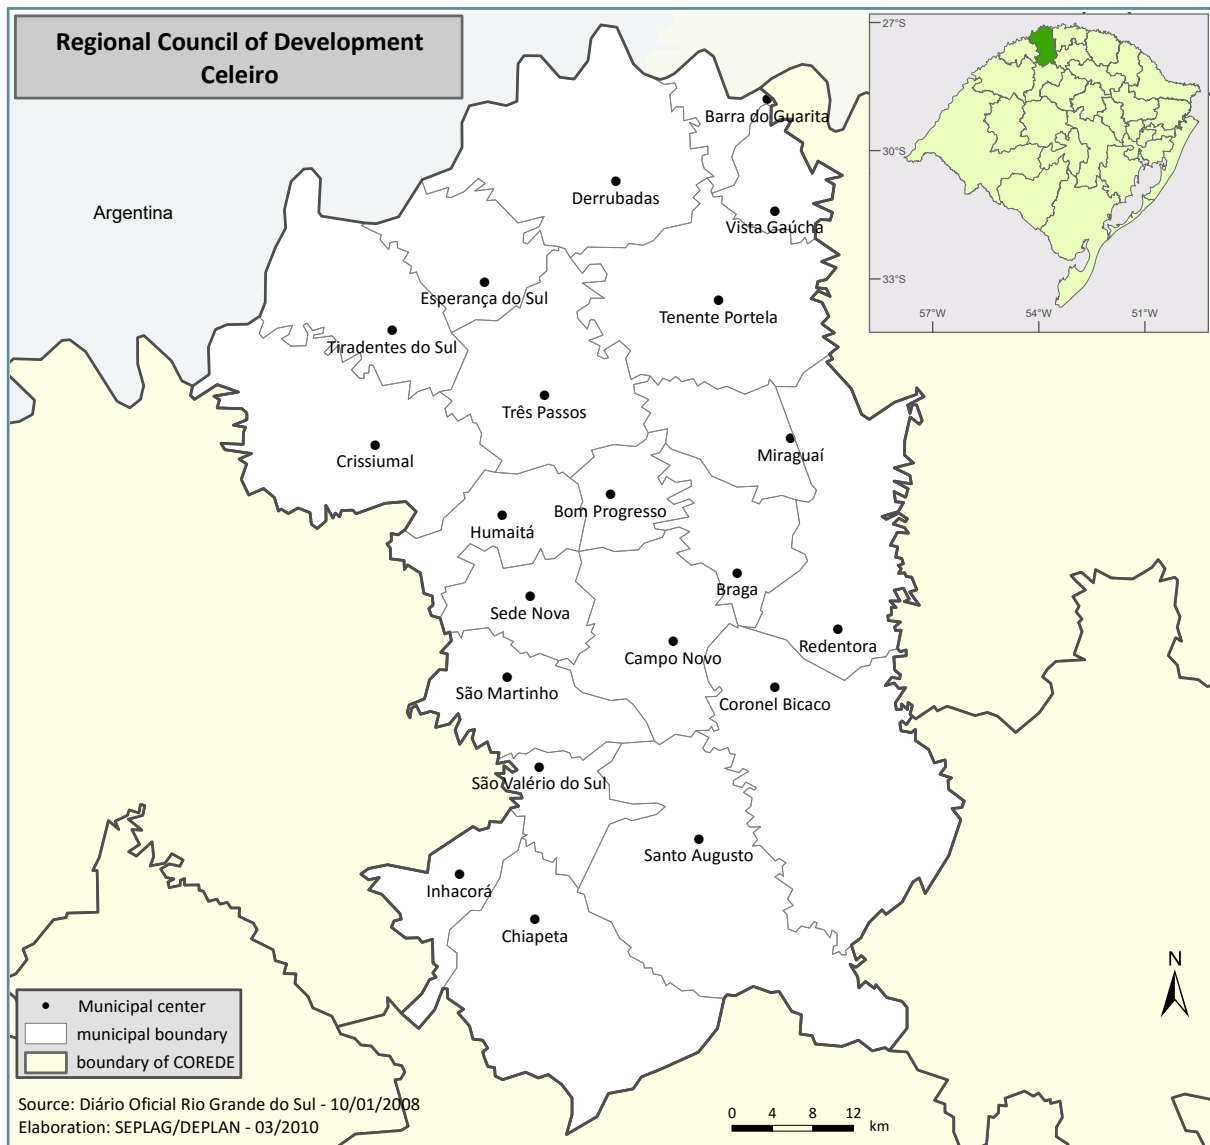 Regional Council of Development
Celeiro
27°S
30°S
33°S
57°W
54°W
51°W
Argentina
Barra do Guarita
Derrubadas
Vista Gaúcha
Esperança do Sul
Tenente Portela
Tiradentes do Sul
Três Passos
Miraguaí
Crissiumal
Bom Progresso
Humaitá
Braga
Sede Nova
Redentora
Campo Novo
São Martinho
Coronel Bicaco
São Valério do Sul
Santo Augusto
Inhacorá
Chiapeta
N
Municipal center
municipal boundary
boundary of COREDE
Source: Diário Oficial Rio Grande do Sul - 10/01/2008
Elaboration: SEPLAG/DEPLAN - 03/2010
0 4 8 12
km